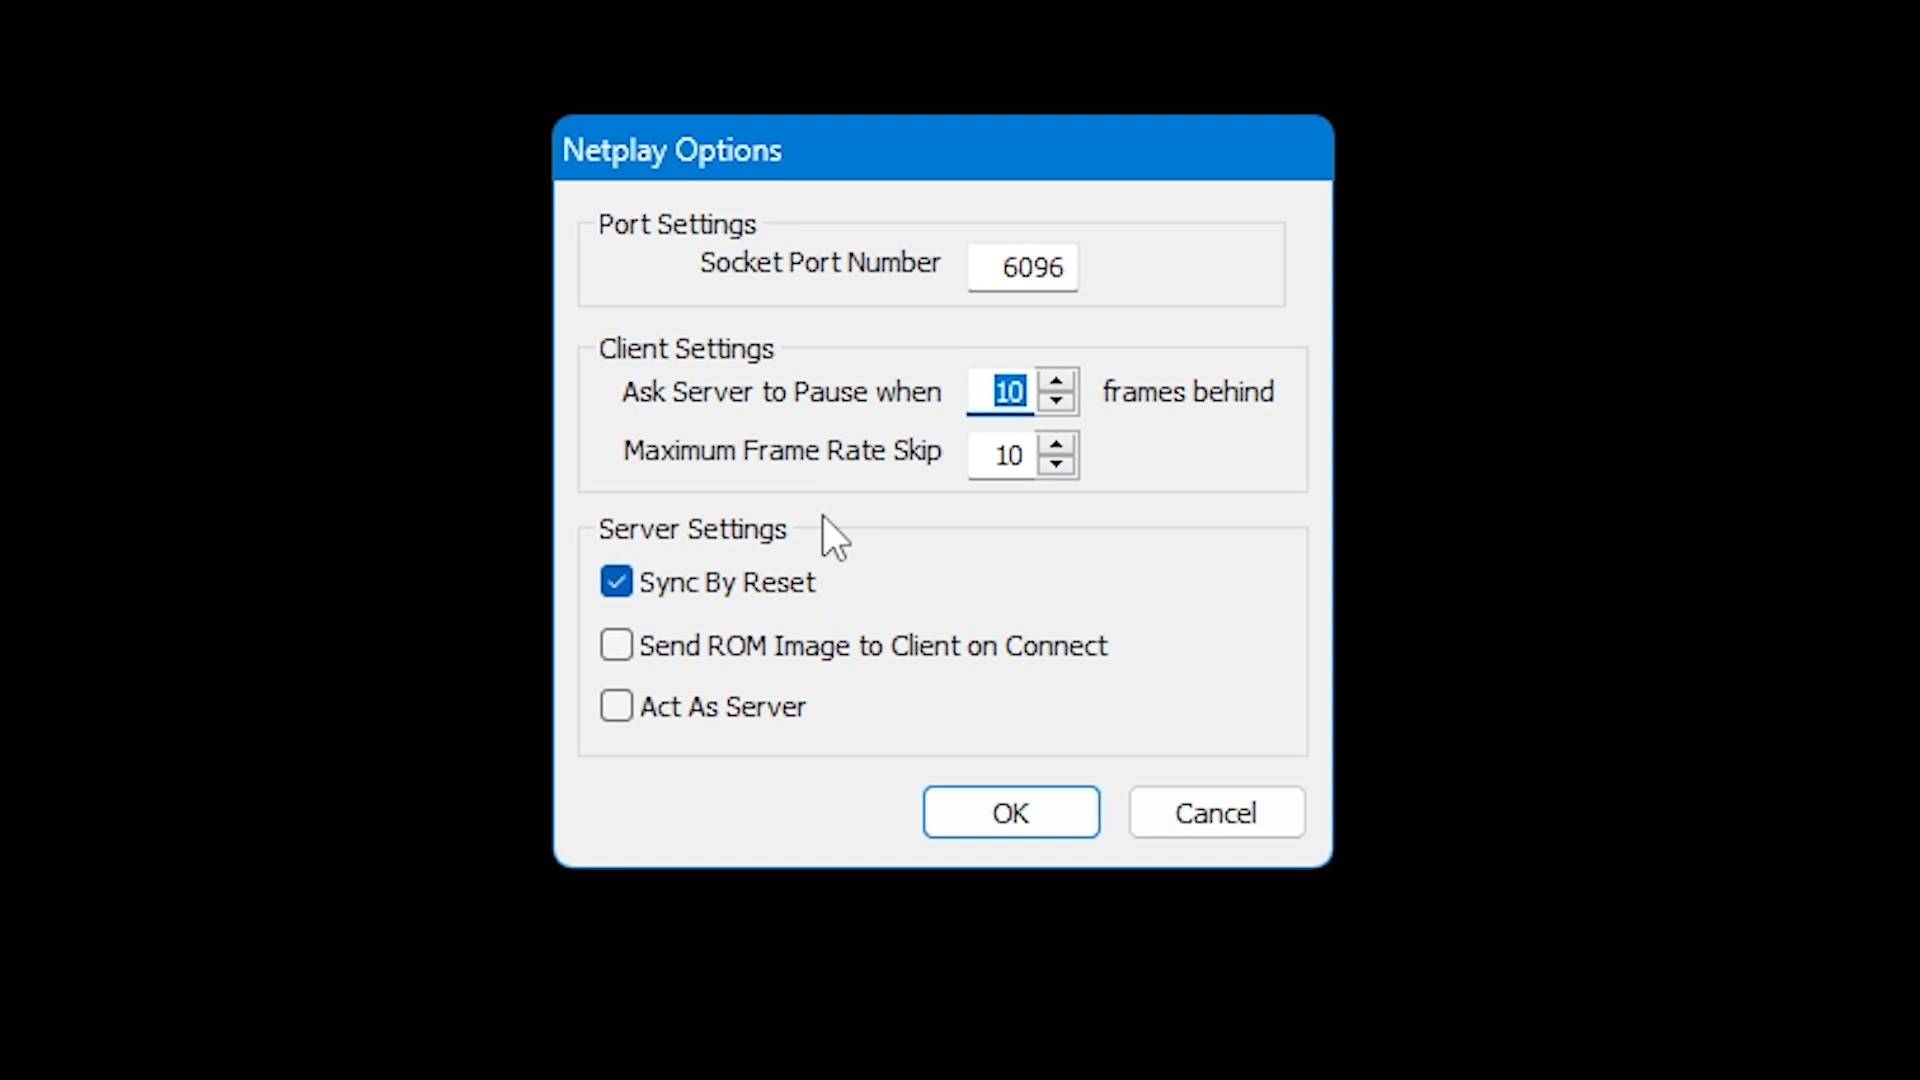 Netplay Options
Port Settings
Socket Port Number 6096
Client Settings
Ask Server to Pause when 10 frames behind
Maximum Frame Rate Skip 10
Server Settings
Sync By Reset
Send ROM Image to Client on Connect
Act As Server
OK Cancel